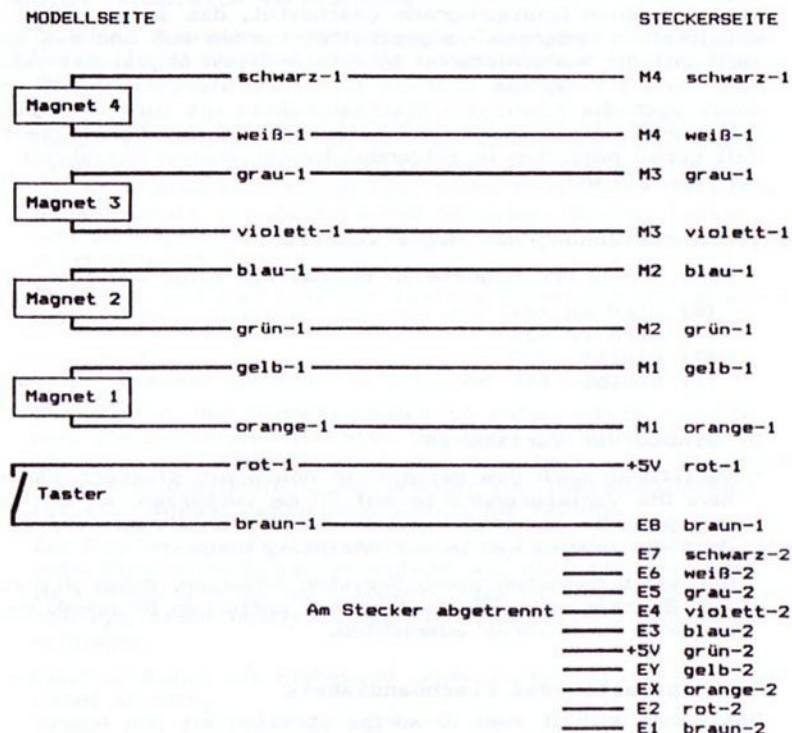 MODELLSEITE STECKERSEITE
schwarz-1 M4 schwarz-1
Magnet 4
weiß-1 M4 weiß-1
grau-1 M3 grau-1
Magnet 3
violett-1 M3 violett-1
blau-1 M2 blau-1
Magnet 2
grün-1 M2 grün-1
gelb-1 M1 gelb-1
Magnet 1
orange-1 M1 orange-1
rot-1 +5V rot-1
Taster
braun-1 E8 braun-1
E7 schwarz-2
E6 weiß-2
E5 grau-2
Am Stecker abgetrennt E4 violett-2
E3 blau-2
+5V grün-2
EY gelb-2
EX orange-2
E2 rot-2
E1 braun-2